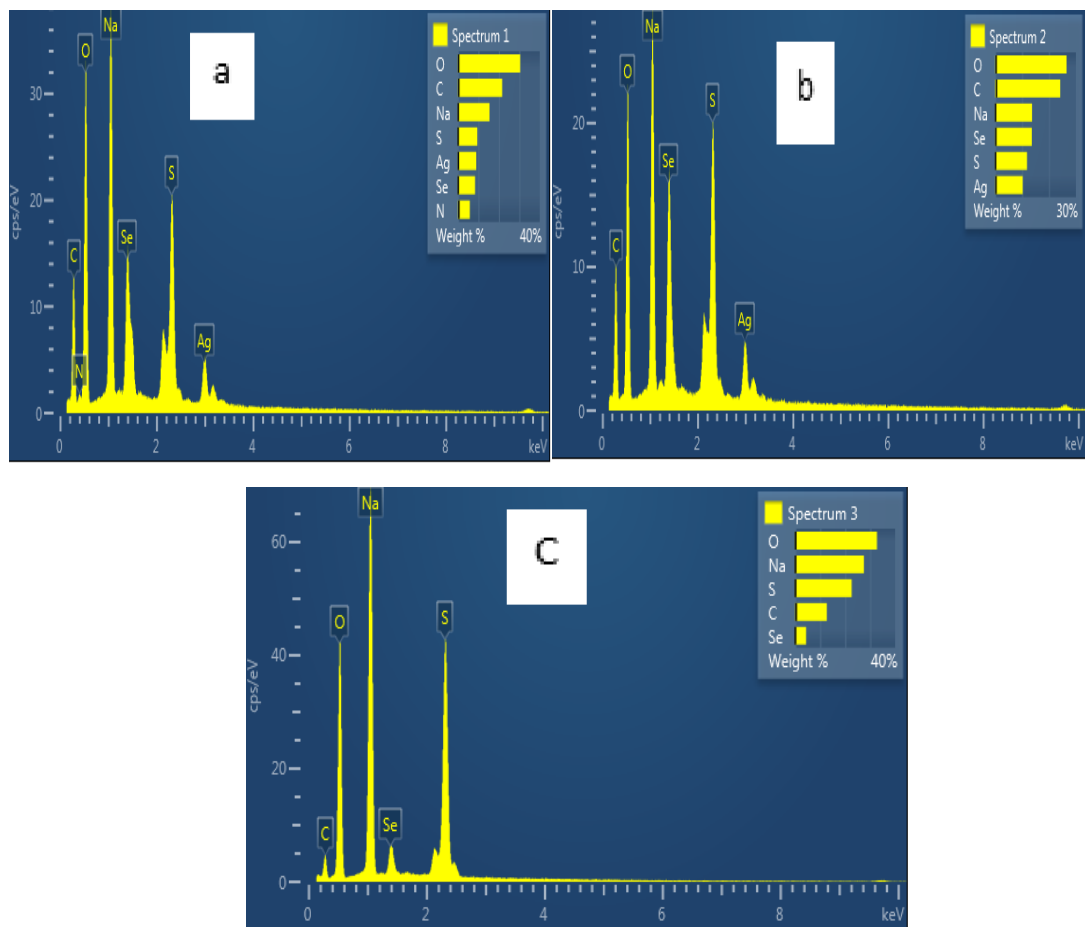 a
Spectrum 1
O
C
Na
S
Ag
Se
N
Weight % 40%
Na
O
C
N
Se
S
Ag
cps/eV
30
20
10
0
0 2 4 6 8 keV
b
Spectrum 2
O
C
Na
Se
S
Ag
Weight % 30%
Na
O
C
Se
S
Ag
cps/eV
20
10
0
0 2 4 6 8 keV
C
Spectrum 3
O
Na
S
C
Se
Weight % 40%
Na
O
C
Se
S
cps/eV
60
40
20
0
0 2 4 6 8 keV